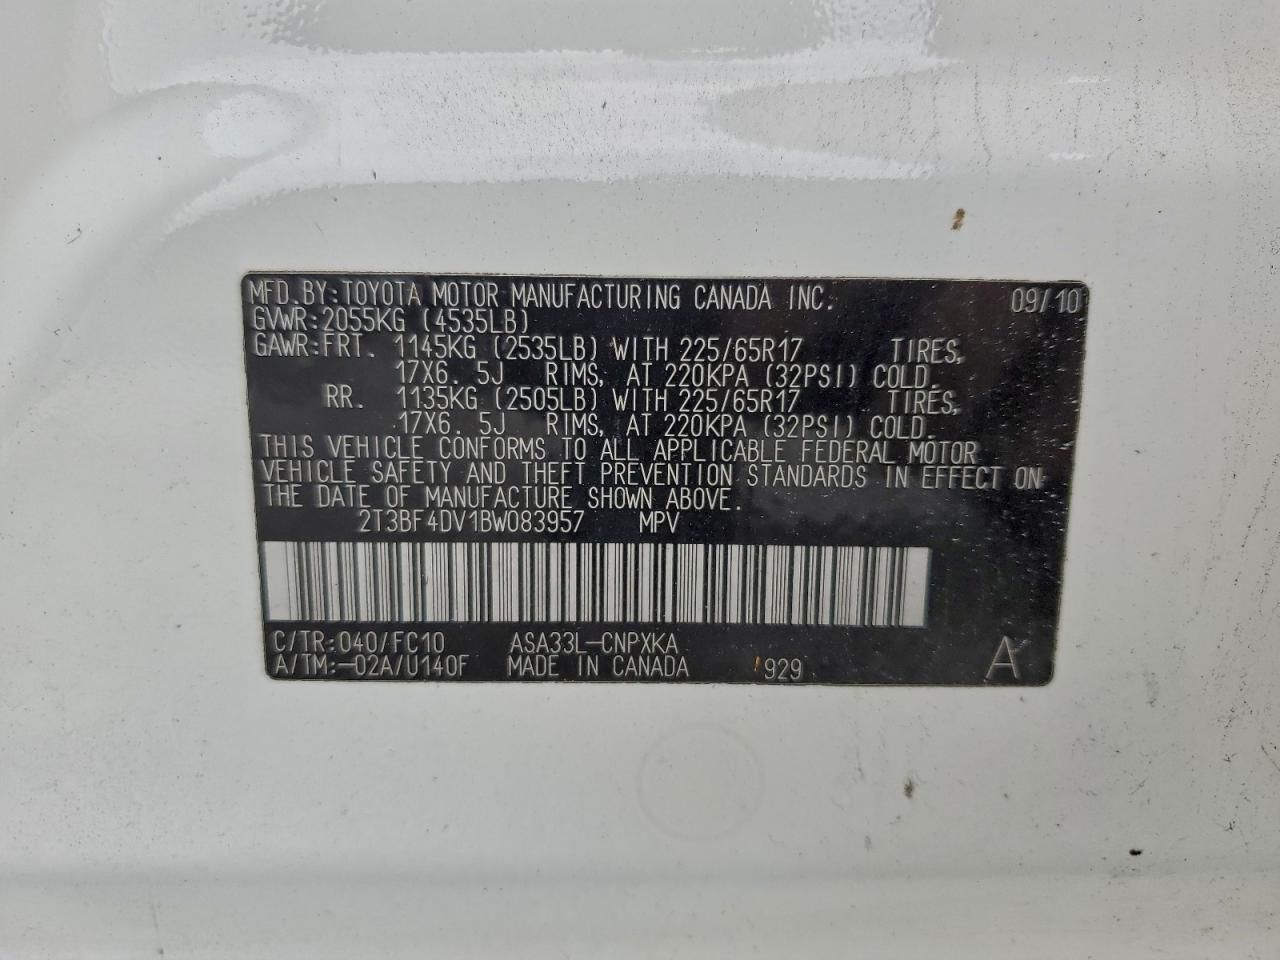 MFD.BY:TOYOTA MOTOR MANUFACTURING CANADA INC. 09/10
GVWR:2055KG (4535LB)
GAWR:FRT. 1145KG (2535LB) WITH 225/65R17 TIRES,
17X6. 5J RIMS, AT 220KPA (32PSI) COLD.
RR. 1135KG (2505LB) WITH 225/65R17 TIRES,
17X6. 5J RIMS, AT 220KPA (32PSI) COLD.
THIS VEHICLE CONFORMS TO ALL APPLICABLE FEDERAL MOTOR
VEHICLE SAFETY AND THEFT PREVENTION STANDARDS IN EFFECT ON
THE DATE OF MANUFACTURE SHOWN ABOVE.
2T3BF4DV1BW083957 MPV
C/TR:040/FC10 ASA33L-CNPXKA
A/TM:-02A/U140F MADE IN CANADA 929 A